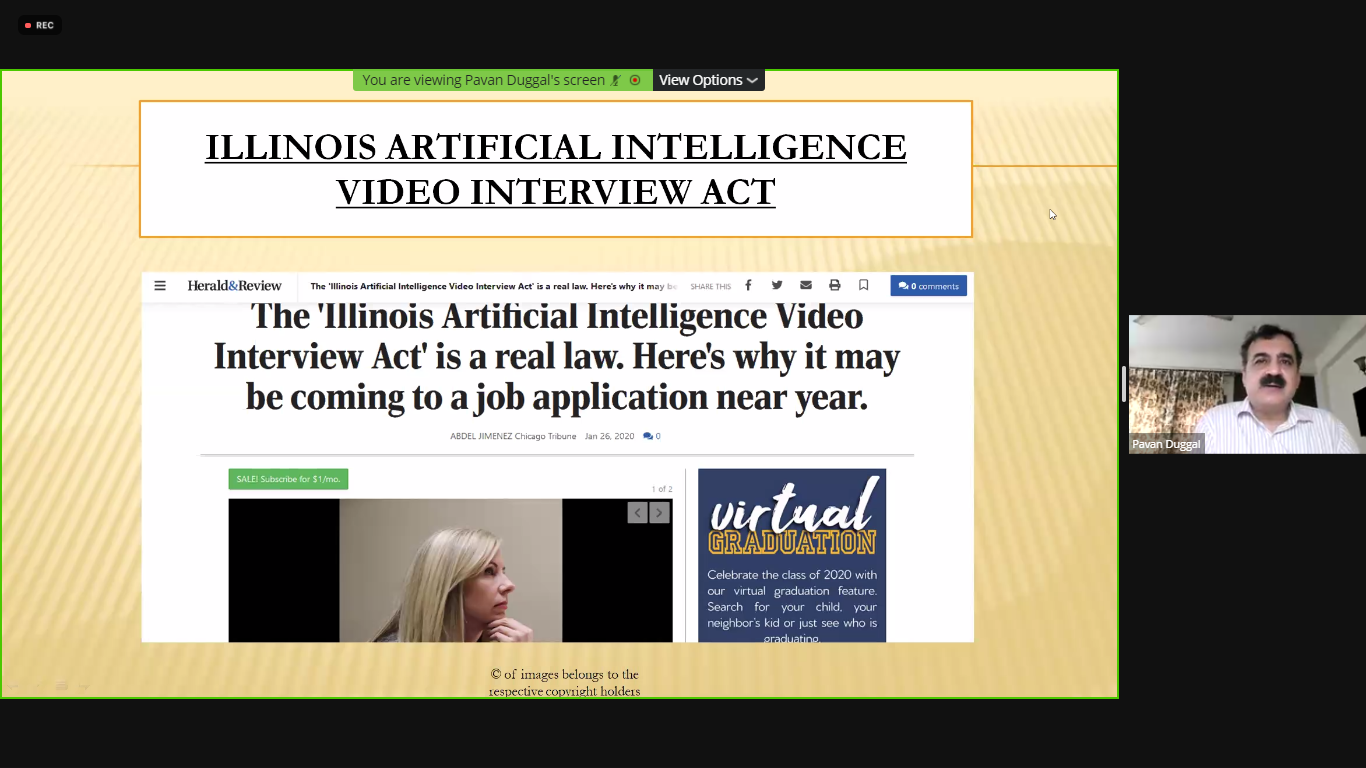 REC
You are viewing Pavan Duggal's screen
View Options
ILLINOIS ARTIFICIAL INTELLIGENCE
VIDEO INTERVIEW ACT
Herald&Review
The 'Illinois Artificial Intelligence Video Interview Act' is a real law. Here's why it may be
SHARE THIS
0 comments
The 'Illinois Artificial Intelligence Video
Interview Act' is a real law. Here's why it may
be coming to a job application near year.
ABDEL JIMENEZ Chicago Tribune Jan 26, 2020 0
SALE! Subscribe for $1/mo.
1 of 2
virtual
GRADUATION
Celebrate the class of 2020 with
our virtual graduation feature.
Search for your child, your
neighbor's kid or just see who is
graduating.
© of images belongs to the
respective copyright holders
Pavan Duggal